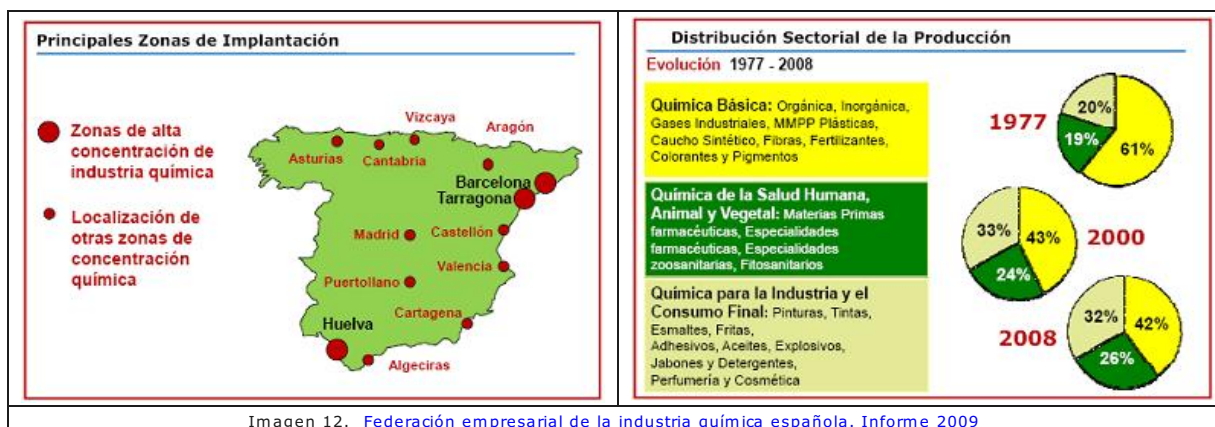 Principales Zonas de Implantación
Zonas de alta
concentración de
industria química
Localización de
otras zonas de
concentración
química
Vizcaya
Aragón
Asturias
Cantabria
Barcelona
Tarragona
Madrid
Castellón
Valencia
Puertollano
Cartagena
Huelva
Algeciras
Distribución Sectorial de la Producción
Evolución 1977 - 2008
Química Básica: Orgánica, Inorgánica,
Gases Industriales, MMPP Plásticas,
Caucho Sintético, Fibras, Fertilizantes,
Colorantes y Pigmentos
Química de la Salud Humana,
Animal y Vegetal: Materias Primas
farmacéuticas, Especialidades
farmacéuticas, Especialidades
zoosanitarias, Fitosanitarios
Química para la Industria y el
Consumo Final: Pinturas, Tintas,
Esmaltes, Fritas,
Adhesivos, Aceites, Explosivos,
Jabones y Detergentes,
Perfumería y Cosmética
1977
20%
19%
61%
33%
43%
24%
2000
2008
32%
42%
26%
Imagen 12. Federación empresarial de la industria química española. Informe 2009